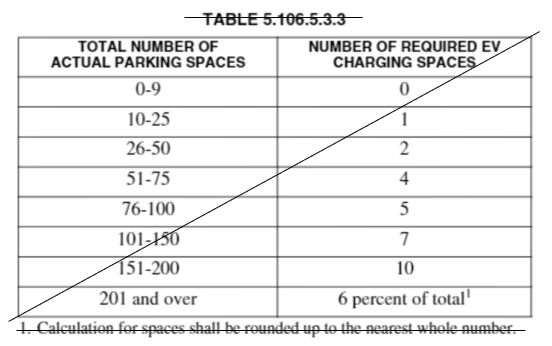 TABLE 5.106.5.3.3
TOTAL NUMBER OF ACTUAL PARKING SPACES NUMBER OF REQUIRED EV CHARGING SPACES
0-9 0
10-25 1
26-50 2
51-75 4
76-100 5
101-150 7
151-200 10
201 and over 6 percent of total¹
1. Calculation for spaces shall be rounded up to the nearest whole number.